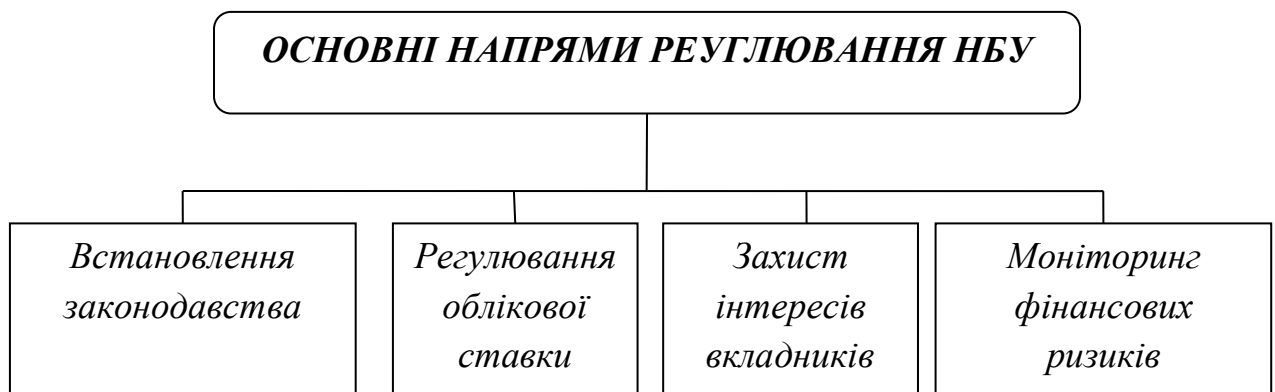 ОСНОВНІ НАПРЯМИ РЕУГЛЮВАННЯ НБУ
Встановлення
законодавства
Регулювання
облікової
ставки
Захист
інтересів
вкладників
Моніторинг
фінансових
ризиків